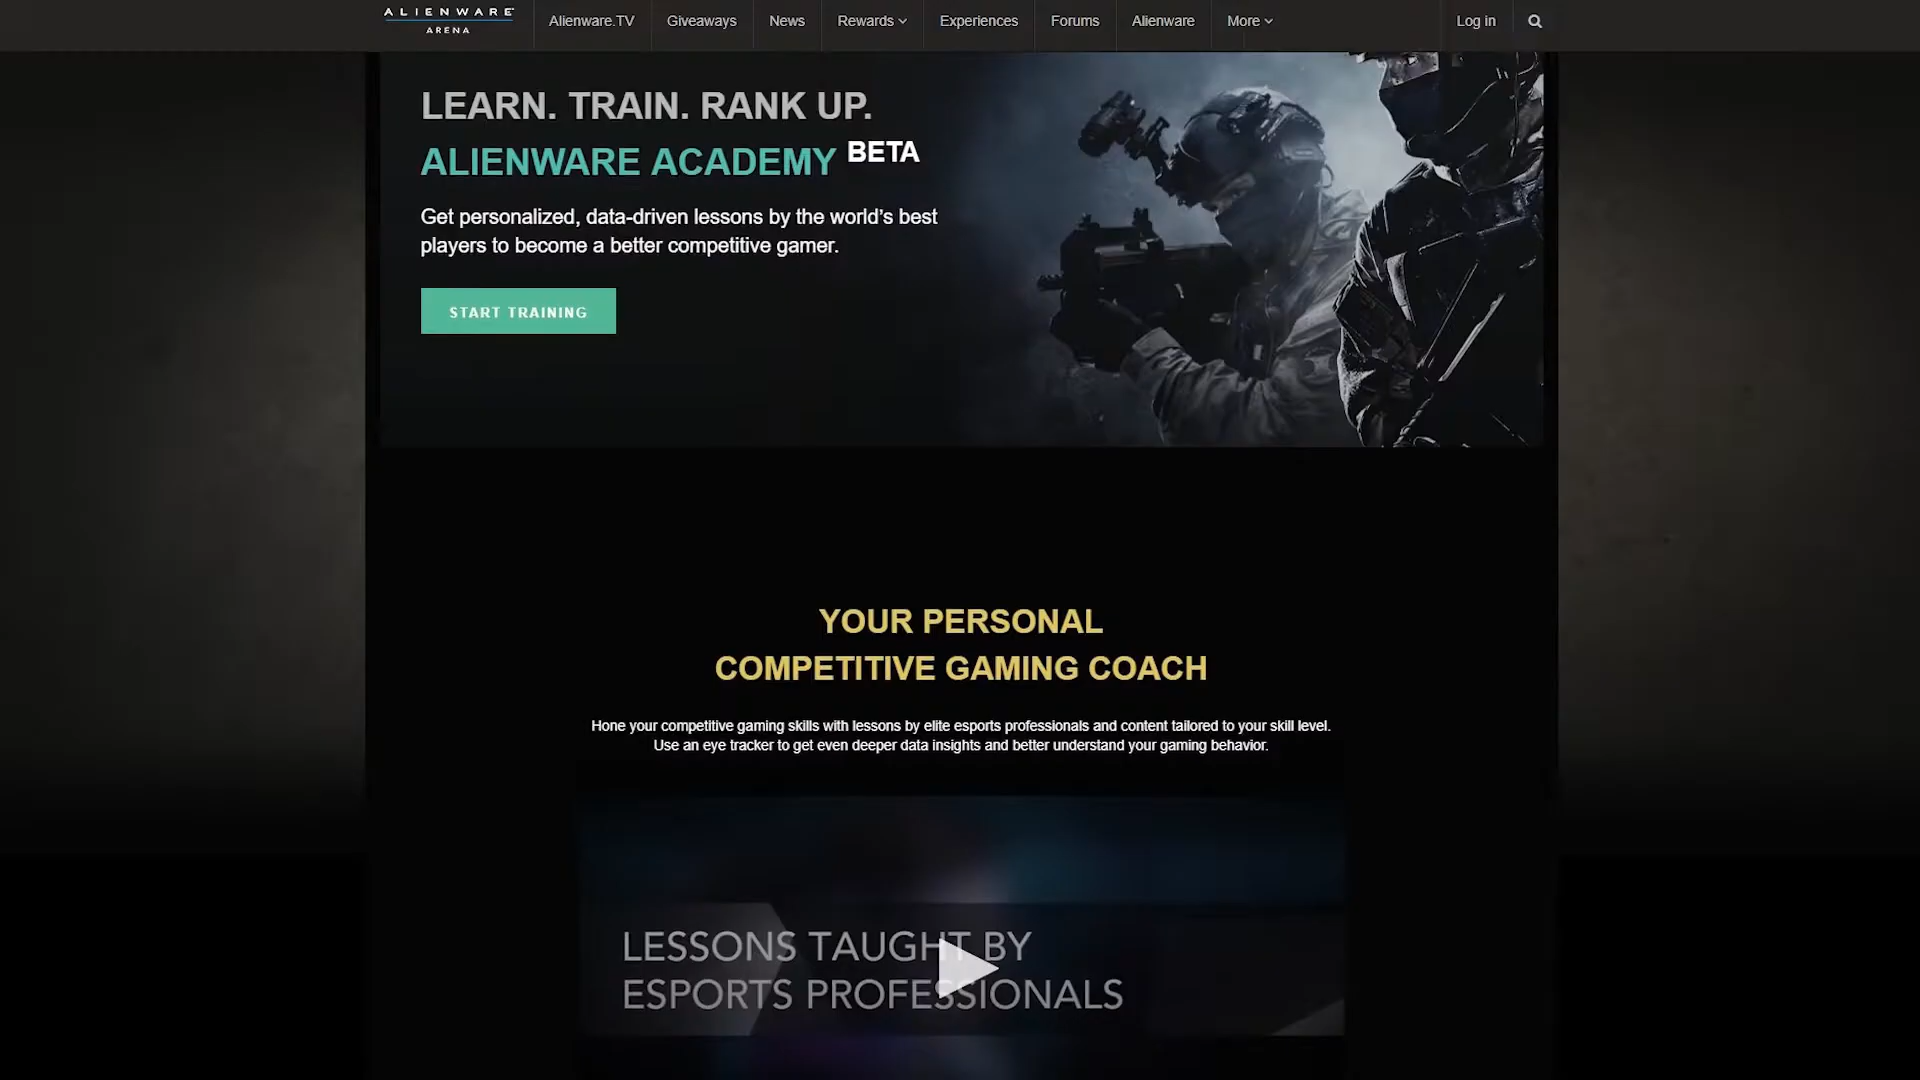 ALIENWARE
ARENA
Alienware.TV
Giveaways
News
Rewards
Experiences
Forums
Alienware
More
Log in
LEARN. TRAIN. RANK UP.
ALIENWARE ACADEMY BETA
Get personalized, data-driven lessons by the world’s best
players to become a better competitive gamer.
START TRAINING
YOUR PERSONAL
COMPETITIVE GAMING COACH
Hone your competitive gaming skills with lessons by elite esports professionals and content tailored to your skill level.
Use an eye tracker to get even deeper data insights and better understand your gaming behavior.
LESSONS TAUGHT BY
ESPORTS PROFESSIONALS